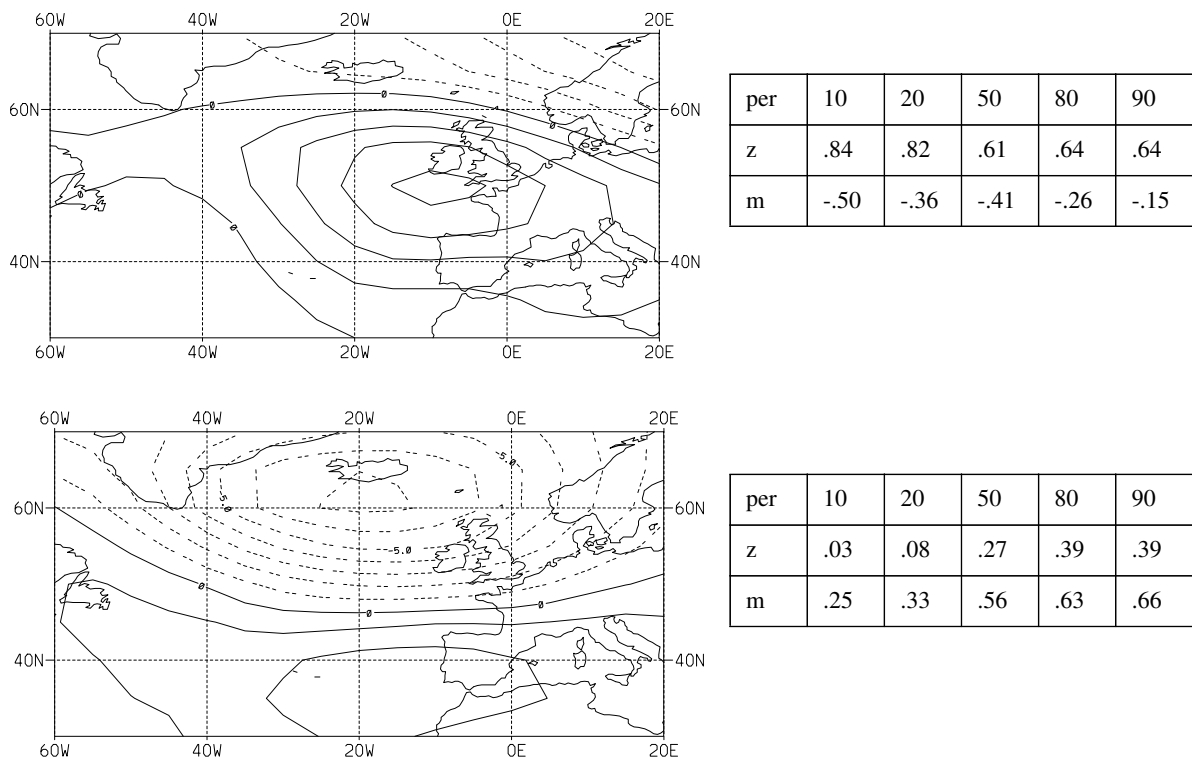 60W 40W 20W 0E 20E
60N 60N
40N 40N
0 0 0 0 0
60W 40W 20W 0E 20E
per 10 20 50 80 90
z .84 .82 .61 .64 .64
m -.50 -.36 -.41 -.26 -.15
60W 40W 20W 0E 20E
-5.0
-5.0
60N 60N
-5.0
0 0 0
40N 40N
60W 40W 20W 0E 20E
per 10 20 50 80 90
z .03 .08 .27 .39 .39
m .25 .33 .56 .63 .66